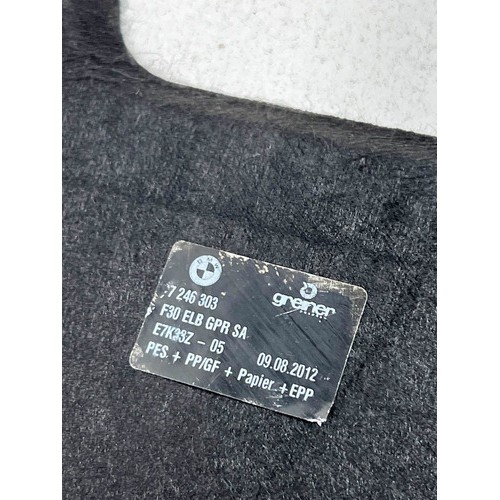 7 246 303
greiner
F30 ELB GPR SA
E7K33Z - 05
09.08.2012
PES + PP/GF + Papier + EPP